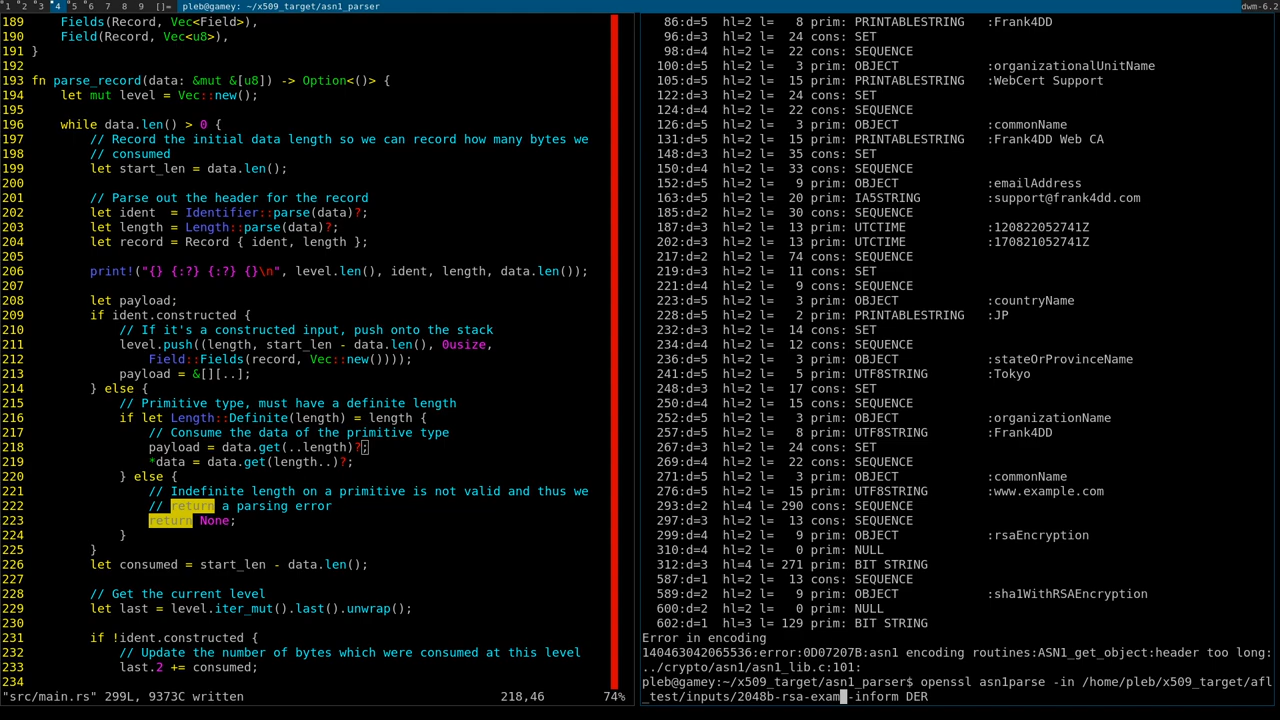 1 2 3 4 5 6 7 8 9 []= pleb@gamey: ~/x509_target/asn1_parser dwm-6.2
189     Fields(Record, Vec<Field>),
190     Field(Record, Vec<u8>),
191 }
192
193 fn parse_record(data: &mut &[u8]) -> Option<()> {
194     let mut level = Vec::new();
195
196     while data.len() > 0 {
197         // Record the initial data length so we can record how many bytes we
198         // consumed
199         let start_len = data.len();
200
201         // Parse out the header for the record
202         let ident  = Identifier::parse(data)?;
203         let length = Length::parse(data)?;
204         let record = Record { ident, length };
205
206         print!("{} {:?} {:?} {}\n", level.len(), ident, length, data.len());
207
208         let payload;
209         if ident.constructed {
210             // If it's a constructed input, push onto the stack
211             level.push((length, start_len - data.len(), 0usize,
212                 Field::Fields(record, Vec::new())));
213             payload = &[][..];
214         } else {
215             // Primitive type, must have a definite length
216             if let Length::Definite(length) = length {
217                 // Consume the data of the primitive type
218                 payload = data.get(..length)?;
219                 *data = data.get(length..)?;
220             } else {
221                 // Indefinite length on a primitive is not valid and thus we
222                 // return a parsing error
223                 return None;
224             }
225         }
226         let consumed = start_len - data.len();
227
228         // Get the current level
229         let last = level.iter_mut().last().unwrap();
230
231         if !ident.constructed {
232             // Update the number of bytes which were consumed at this level
233             last.2 += consumed;
234
"src/main.rs" 299L, 9373C written 218,46 74%
86:d=5  hl=2 l=   8 prim: PRINTABLESTRING   :Frank4DD
96:d=3  hl=2 l=  24 cons: SET
98:d=4  hl=2 l=  22 cons: SEQUENCE
100:d=5  hl=2 l=   3 prim: OBJECT            :organizationalUnitName
105:d=5  hl=2 l=  15 prim: PRINTABLESTRING   :WebCert Support
122:d=3  hl=2 l=  24 cons: SET
124:d=4  hl=2 l=  22 cons: SEQUENCE
126:d=5  hl=2 l=   3 prim: OBJECT            :commonName
131:d=5  hl=2 l=  15 prim: PRINTABLESTRING   :Frank4DD Web CA
148:d=3  hl=2 l=  35 cons: SET
150:d=4  hl=2 l=  33 cons: SEQUENCE
152:d=5  hl=2 l=   9 prim: OBJECT            :emailAddress
163:d=5  hl=2 l=  20 prim: IA5STRING         :support@frank4dd.com
185:d=2  hl=2 l=  30 cons: SEQUENCE
187:d=3  hl=2 l=  13 prim: UTCTIME           :120822052741Z
202:d=3  hl=2 l=  13 prim: UTCTIME           :170821052741Z
217:d=2  hl=2 l=  74 cons: SEQUENCE
219:d=3  hl=2 l=  11 cons: SET
221:d=4  hl=2 l=   9 cons: SEQUENCE
223:d=5  hl=2 l=   3 prim: OBJECT            :countryName
228:d=5  hl=2 l=   2 prim: PRINTABLESTRING   :JP
232:d=3  hl=2 l=  14 cons: SET
234:d=4  hl=2 l=  12 cons: SEQUENCE
236:d=5  hl=2 l=   3 prim: OBJECT            :stateOrProvinceName
241:d=5  hl=2 l=   5 prim: UTF8STRING        :Tokyo
248:d=3  hl=2 l=  17 cons: SET
250:d=4  hl=2 l=  15 cons: SEQUENCE
252:d=5  hl=2 l=   3 prim: OBJECT            :organizationName
257:d=5  hl=2 l=   8 prim: UTF8STRING        :Frank4DD
267:d=3  hl=2 l=  24 cons: SET
269:d=4  hl=2 l=  22 cons: SEQUENCE
271:d=5  hl=2 l=   3 prim: OBJECT            :commonName
276:d=5  hl=2 l=  15 prim: UTF8STRING        :www.example.com
293:d=2  hl=4 l= 290 cons: SEQUENCE
297:d=3  hl=2 l=  13 cons: SEQUENCE
299:d=4  hl=2 l=   9 prim: OBJECT            :rsaEncryption
310:d=4  hl=2 l=   0 prim: NULL
312:d=3  hl=4 l= 271 prim: BIT STRING
587:d=1  hl=2 l=  13 cons: SEQUENCE
589:d=2  hl=2 l=   9 prim: OBJECT            :sha1WithRSAEncryption
600:d=2  hl=2 l=   0 prim: NULL
602:d=1  hl=3 l= 129 prim: BIT STRING
Error in encoding
140463042065536:error:0D07207B:asn1 encoding routines:ASN1_get_object:header too long:
../crypto/asn1/asn1_lib.c:101:
pleb@gamey:~/x509_target/asn1_parser$ openssl asn1parse -in /home/pleb/x509_target/afl
_test/inputs/2048b-rsa-exam -inform DER